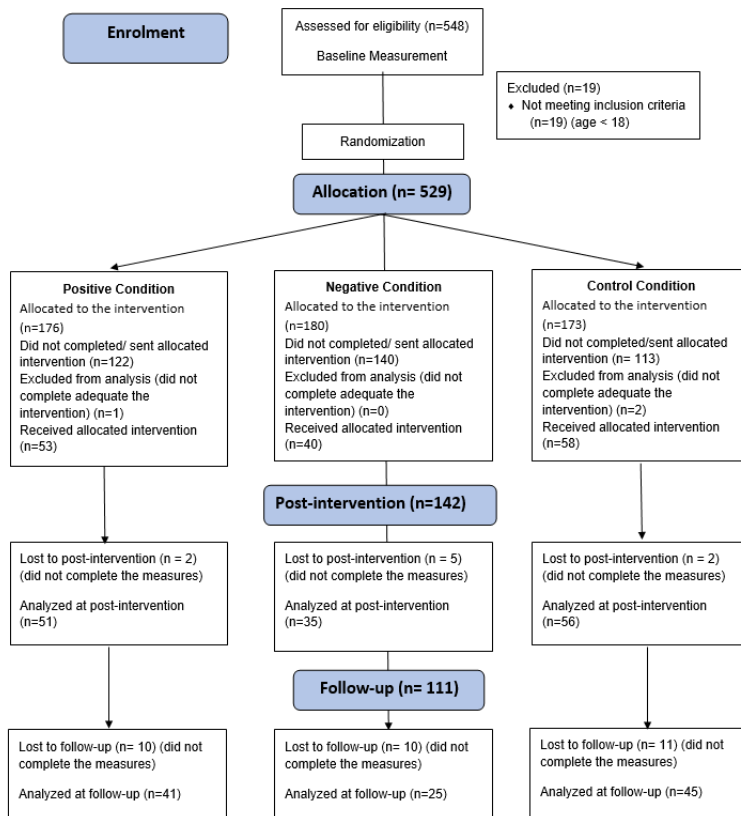 Enrolment
Assessed for eligibility (n=548)
Baseline Measurement
Excluded (n=19)
♦ Not meeting inclusion criteria
(n=19) (age < 18)
Randomization
Allocation (n= 529)
Positive Condition
Allocated to the intervention
(n=176)
Did not completed/ sent allocated
intervention (n=122)
Excluded from analysis (did not
complete adequate the
intervention) (n=1)
Received allocated intervention
(n=53)
Negative Condition
Allocated to the intervention
(n=180)
Did not completed/ sent allocated
intervention (n=140)
Excluded from analysis (did not
complete adequate the
intervention) (n=0)
Received allocated intervention
(n=40)
Control Condition
Allocated to the intervention
(n=173)
Did not completed/sent allocated
intervention (n= 113)
Excluded from analysis (did not
complete adequate the
intervention) (n=2)
Received allocated intervention
(n=58)
Post-intervention (n=142)
Lost to post-intervention (n = 2)
(did not complete the measures)
Analyzed at post-intervention
(n=51)
Lost to post-intervention (n = 5)
(did not complete the measures)
Analyzed at post-intervention
(n=35)
Lost to post-intervention (n = 2)
(did not complete the measures)
Analyzed at post-intervention
(n=56)
Follow-up (n= 111)
Lost to follow-up (n= 10) (did not
complete the measures)
Analyzed at follow-up (n=41)
Lost to follow-up (n= 10) (did not
complete the measures)
Analyzed at follow-up (n=25)
Lost to follow-up (n= 11) (did not
complete the measures)
Analyzed at follow-up (n=45)